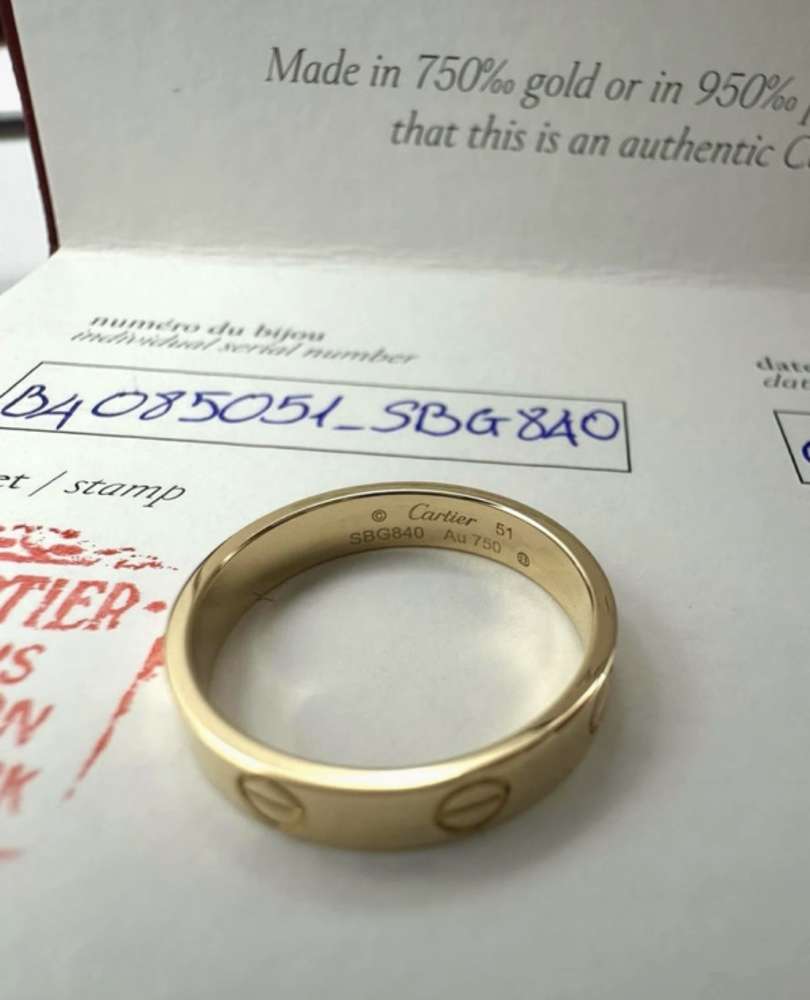 Made in 750‰ gold or in 950‰
that this is an authentic
numéro du bijou
individual serial number
B4085051_SBG840
et / stamp
© Cartier 51
SBG840 Au 750
TIER